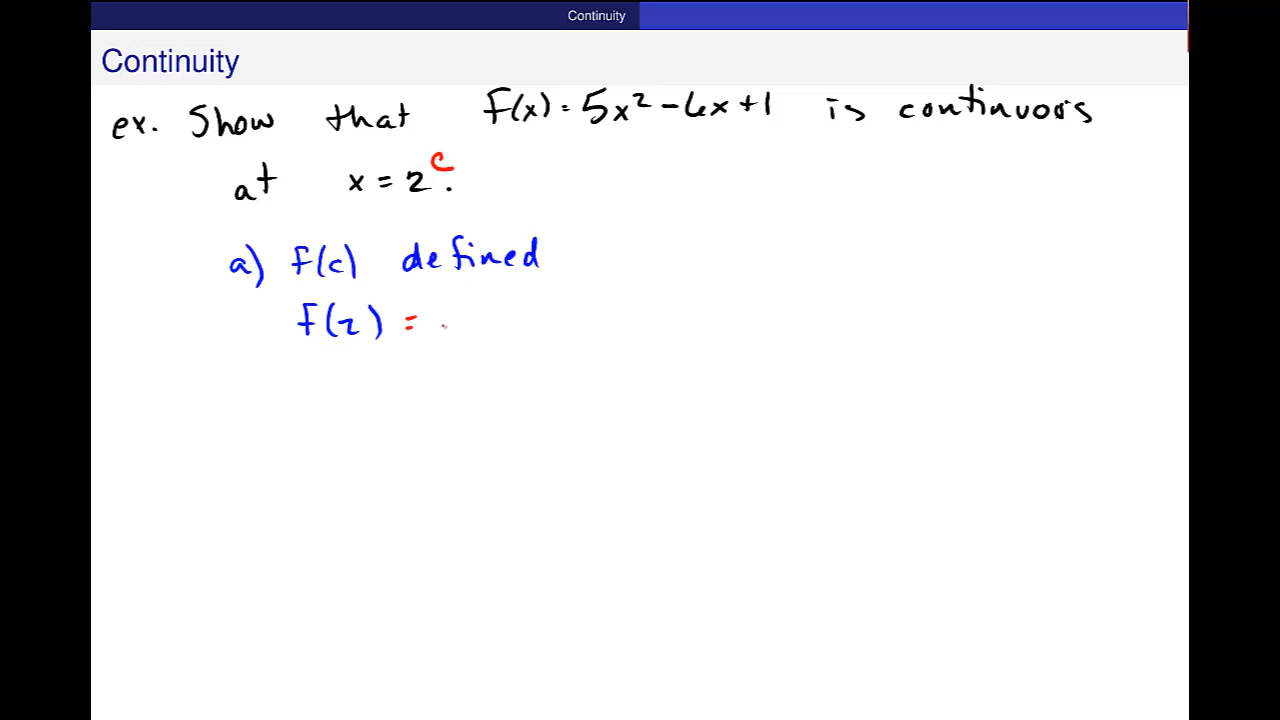 Continuity
Continuity
ex. Show that f(x) = 5x² - 6x + 1 is continuous
at x = 2 c.
a) f(c) defined
f(2) =